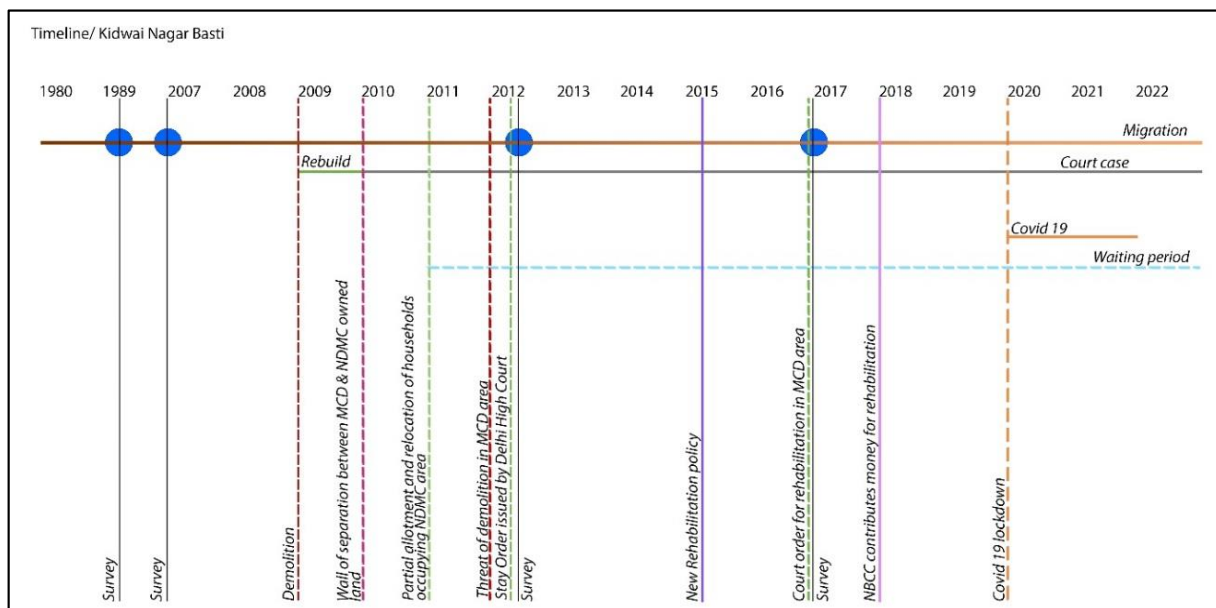 Timeline/ Kidwai Nagar Basti
1980 1989 2007 2008 2009 2010 2011 2012 2013 2014 2015 2016 2017 2018 2019 2020 2021 2022
Migration
Rebuild
Court case
Covid 19
Waiting period
Survey
Survey
Demolition
Wall of separation between MCD & NDMC owned
land
Partial allotment and relocation of households
occupying NDMC area
Threat of demolition in MCD area
Stay Order issued by Delhi High Court
Survey
New Rehabilitation policy
Court order for rehabilitation in MCD area
Survey
NBCC contributes money for rehabilitation
Covid 19 lockdown